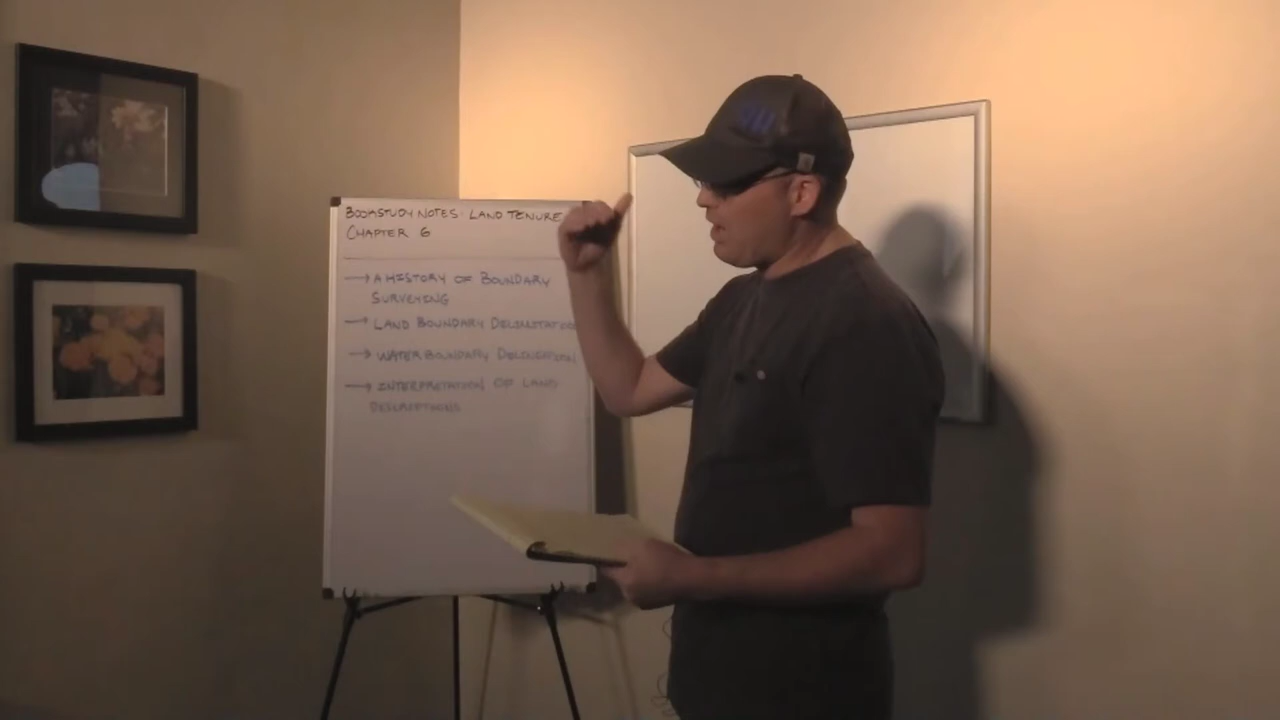 BOOKSTUDY NOTES: LAND TENURE
CHAPTER 6
→ A HISTORY OF BOUNDARY
SURVEYING
→ LAND BOUNDARY DELINEATION
→ WATER BOUNDARY DELINEATION
→ INTERPRETATION OF LAND
DESCRIPTIONS